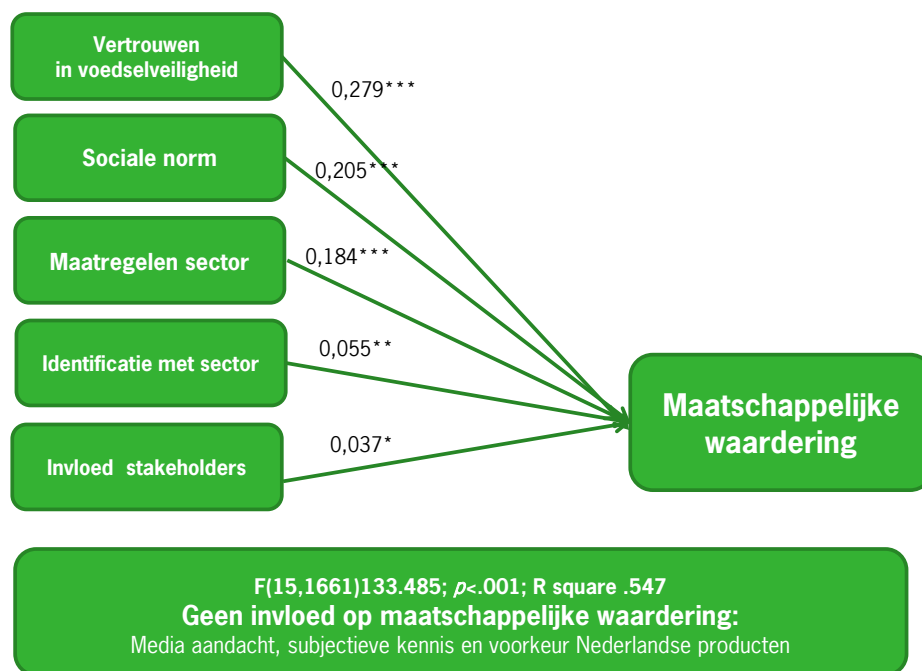 Vertrouwen
in voedselveiligheid
0,279***
Sociale norm
0,205***
Maatregelen sector
0,184***
Identificatie met sector
0,055**
Invloed stakeholders
0,037*
Maatschappelijke
waardering
F(15,1661)133.485; p<.001; R square .547
Geen invloed op maatschappelijke waardering:
Media aandacht, subjectieve kennis en voorkeur Nederlandse producten